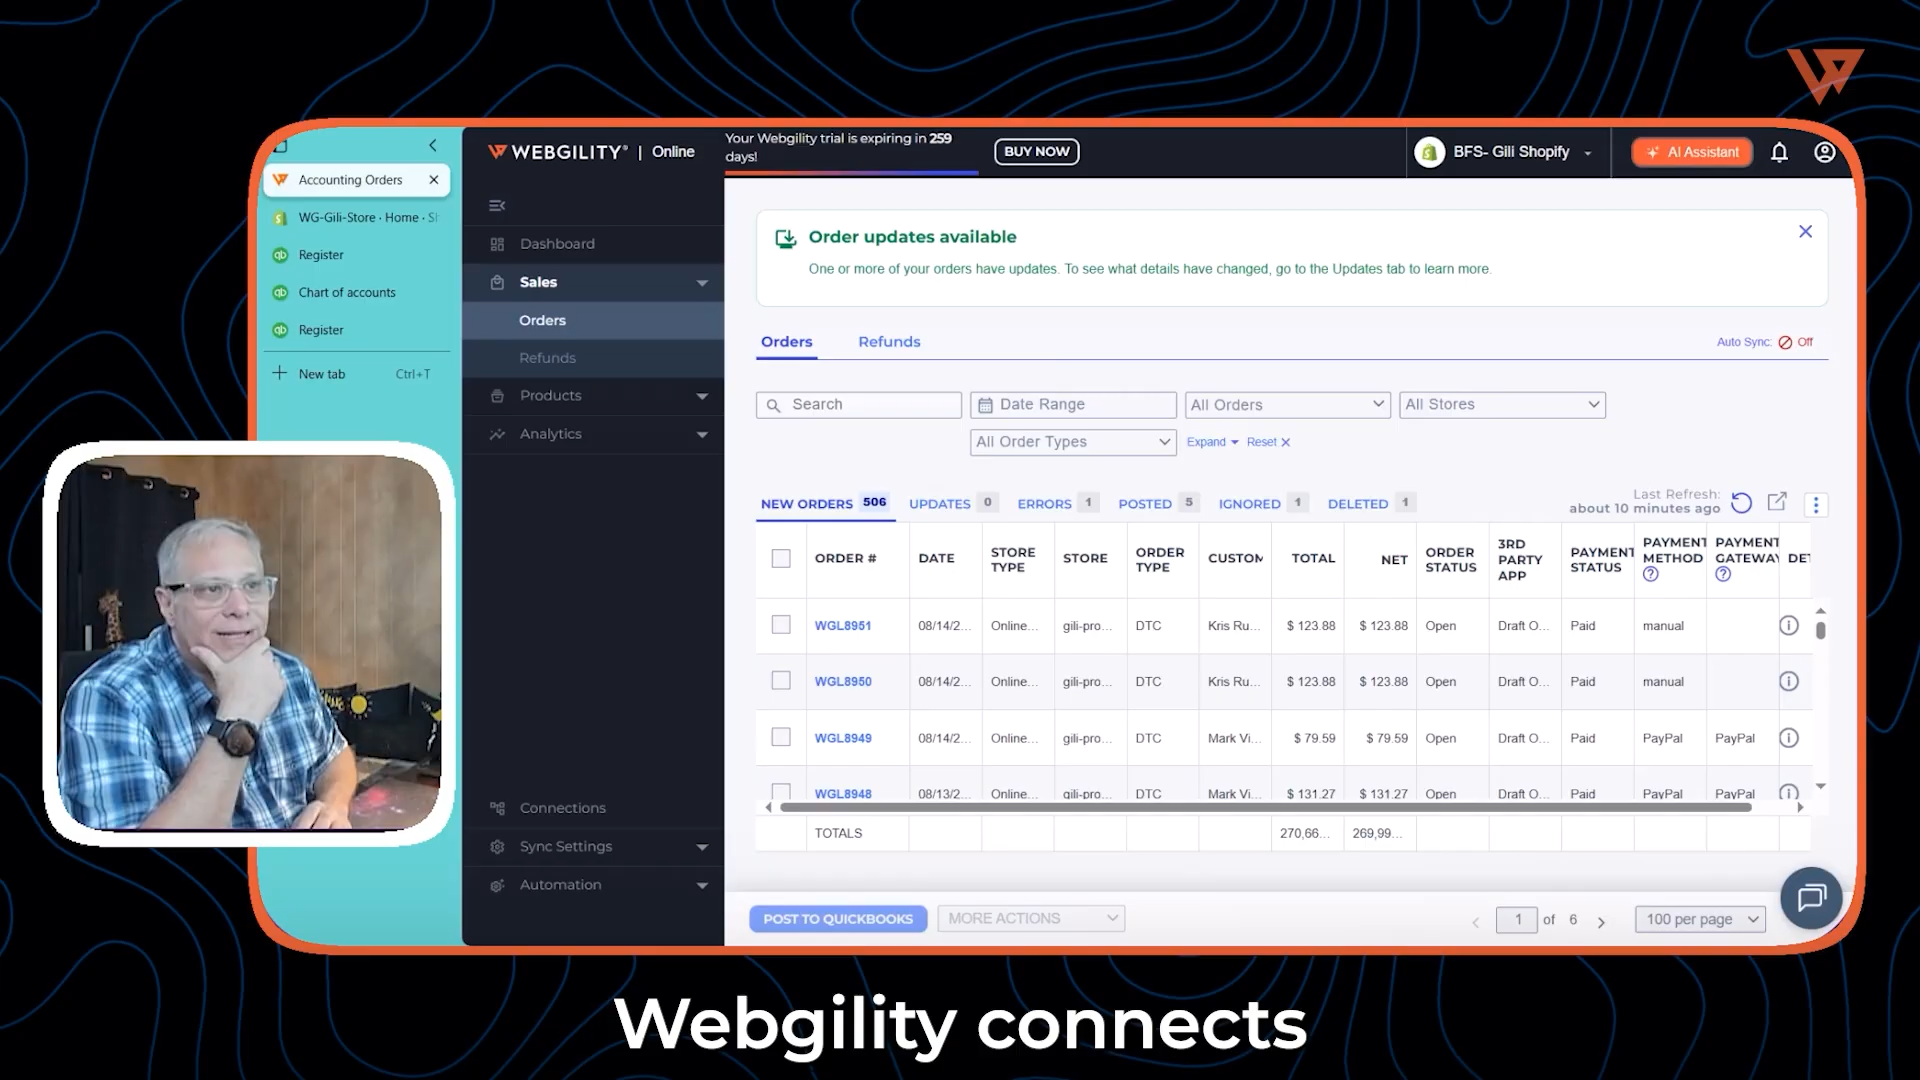 Accounting Orders
WG-Gili-Store · Home · Sh
Register
Chart of accounts
Register
New tab Ctrl+T
WEBGILITY® | Online
Your Webgility trial is expiring in 259 days!
BUY NOW
BFS- Gili Shopify
AI Assistant
Dashboard
Sales
Orders
Refunds
Products
Analytics
Connections
Sync Settings
Automation
Order updates available
One or more of your orders have updates. To see what details have changed, go to the Updates tab to learn more.
Orders Refunds
Auto Sync: Off
Search Date Range All Orders All Stores
All Order Types Expand Reset
NEW ORDERS 506 UPDATES 0 ERRORS 1 POSTED 5 IGNORED 1 DELETED 1
Last Refresh:
about 10 minutes ago
ORDER # DATE STORE TYPE STORE ORDER TYPE CUSTOM TOTAL NET ORDER STATUS 3RD PARTY APP PAYMENT STATUS PAYMENT METHOD PAYMENT GATEWAY DET
WGL8951 08/14/2... Online... gili-pro... DTC Kris Ru... $ 123.88 $ 123.88 Open Draft O... Paid manual
WGL8950 08/14/2... Online... gili-pro... DTC Kris Ru... $ 123.88 $ 123.88 Open Draft O... Paid manual
WGL8949 08/14/2... Online... gili-pro... DTC Mark Vi... $ 79.59 $ 79.59 Open Draft O... Paid PayPal PayPal
WGL8948 08/13/2... Online... gili-pro... DTC Mark Vi... $ 131.27 $ 131.27 Open Draft O... Paid PayPal PayPal
TOTALS 270,66... 269,99...
POST TO QUICKBOOKS MORE ACTIONS
1 of 6 100 per page
Webgility connects